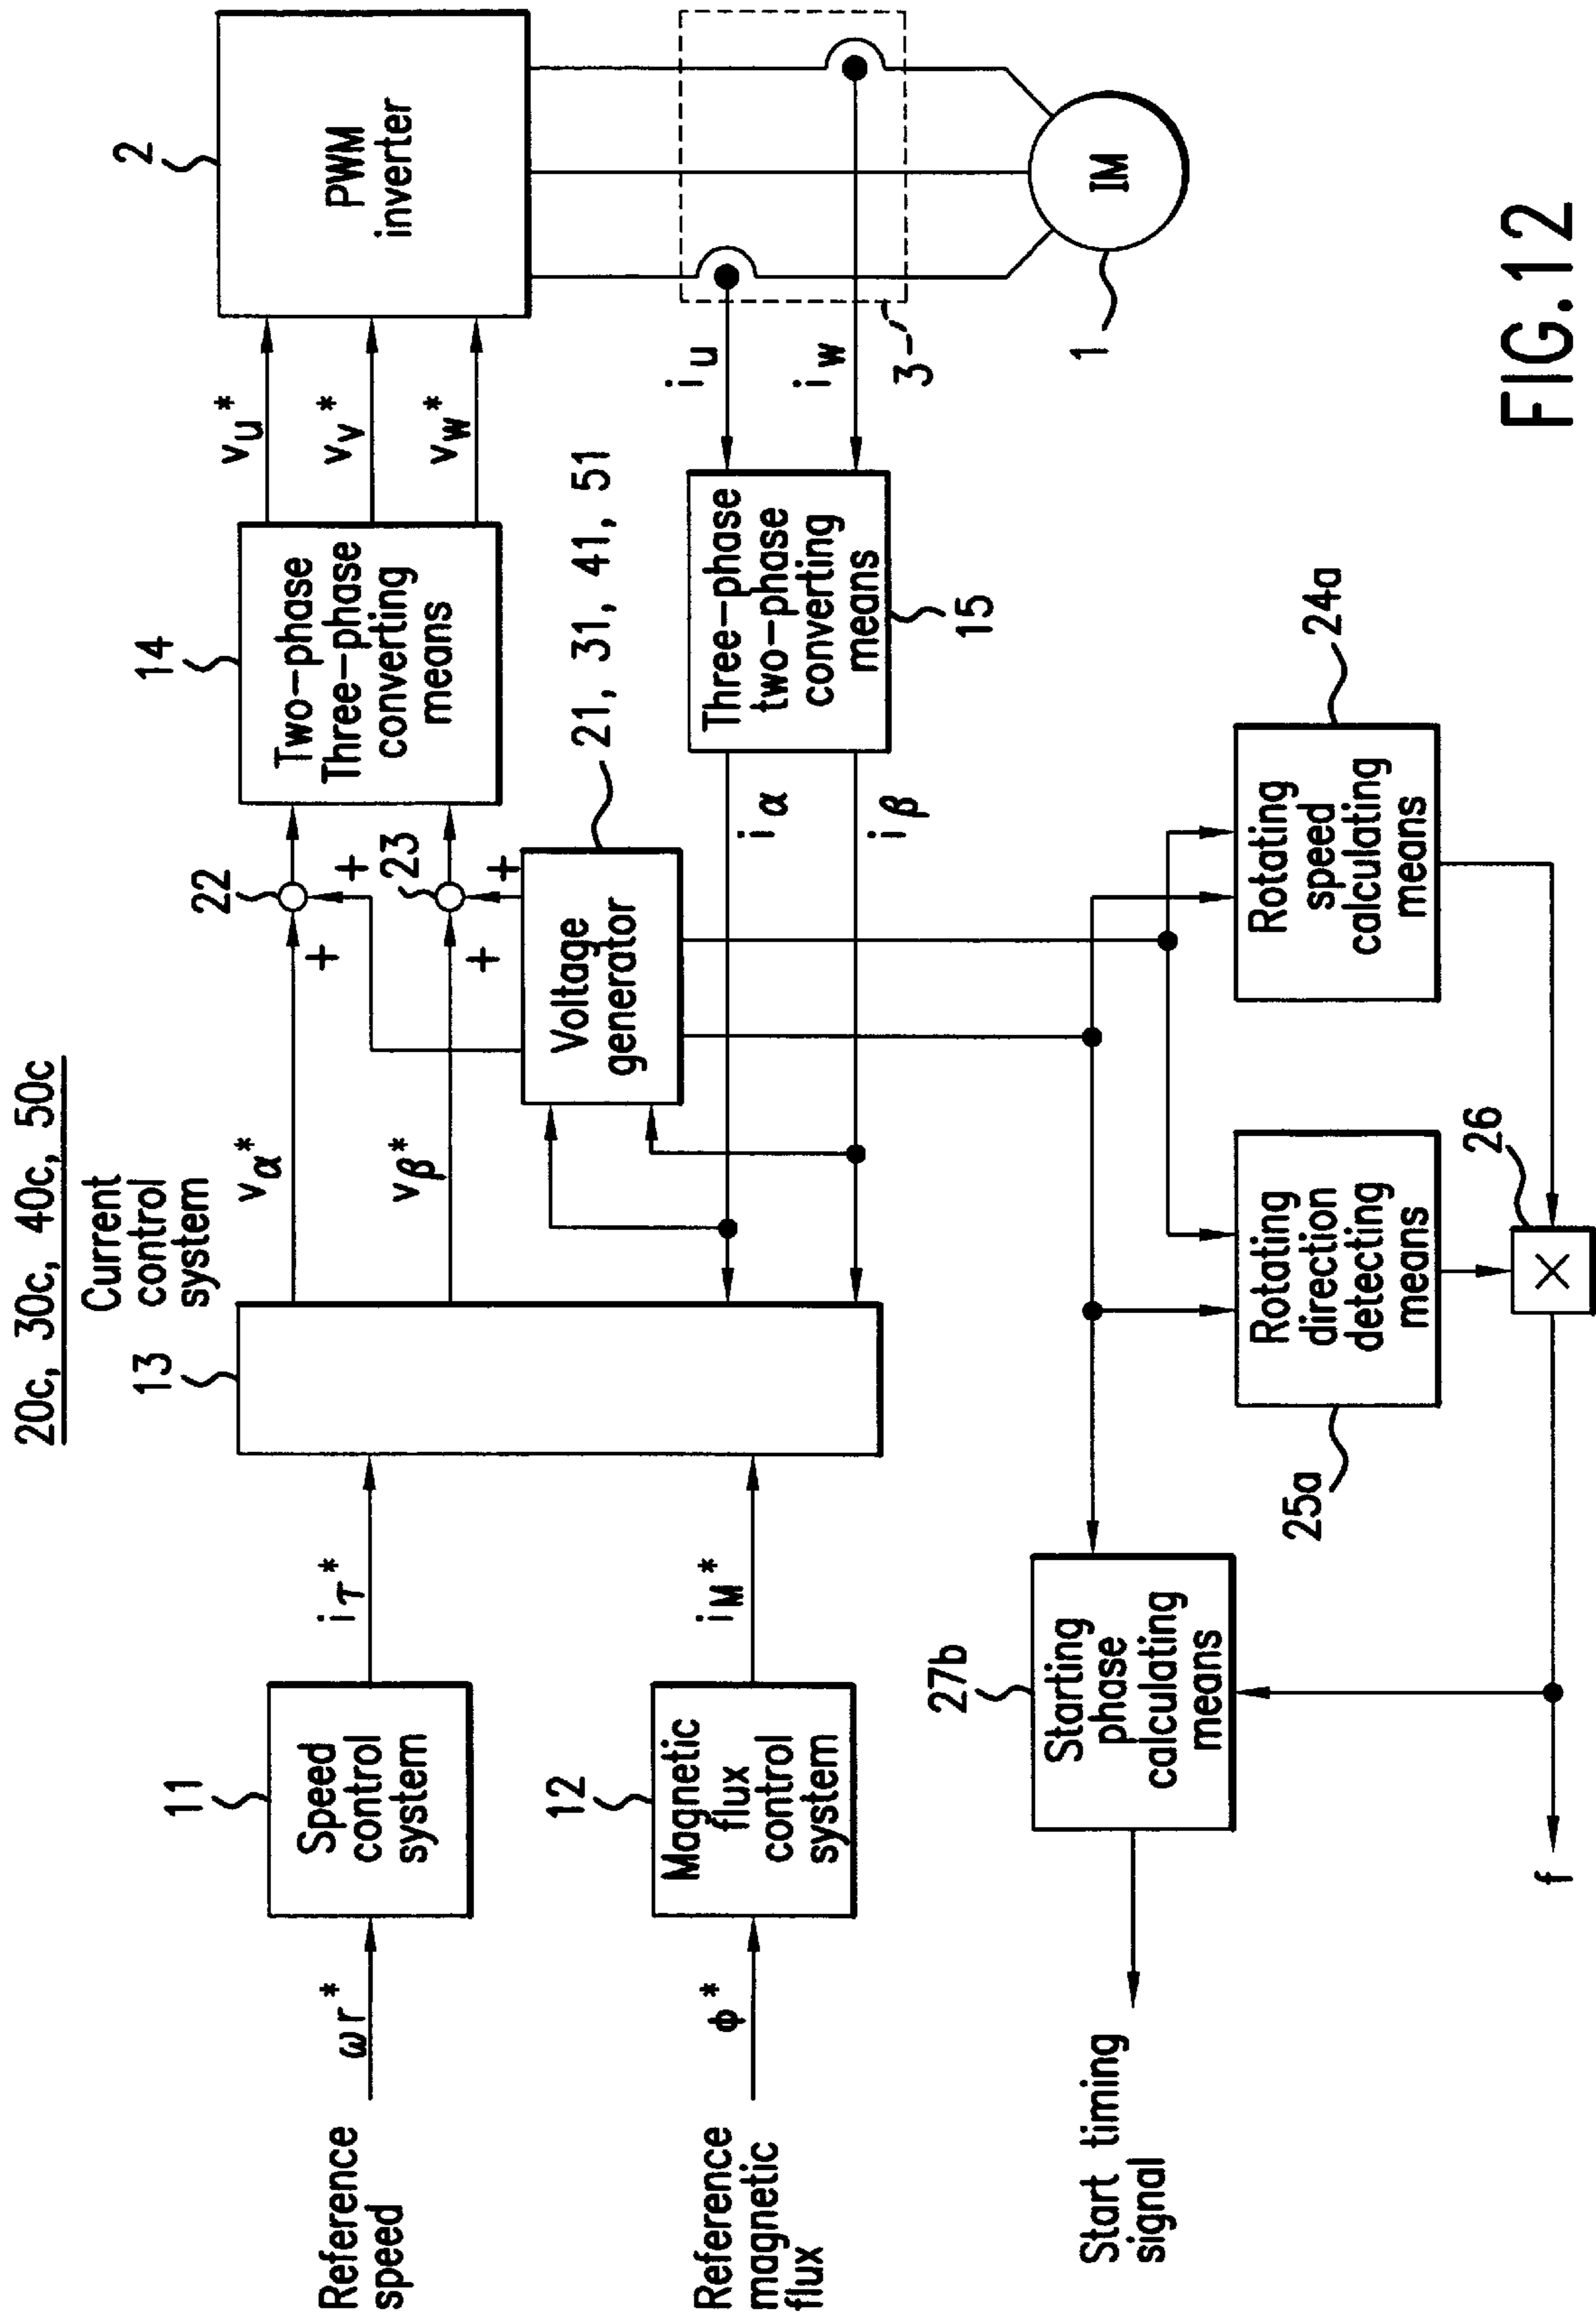 20c, 30c, 40c, 50c
Current
control
system
13
Reference
speed
ωr*
11
Speed
control
system
iτ*
Reference
magnetic
flux
φ*
12
Magnetic
flux
control
system
iM*
vα*
vβ*
22
+
+
23
+
+
14
Two-phase
Three-phase
converting
means
vu*
vv*
vw*
2
PWM
inverter
Voltage
generator
21, 31, 41, 51
iα
iβ
Three-phase
two-phase
converting
means
15
iu
iw
3
IM
1
Start timing
signal
27b
Starting
phase
calculating
means
25a
Rotating
direction
detecting
means
Rotating
speed
calculating
means
24a
26
×
f
FIG.12